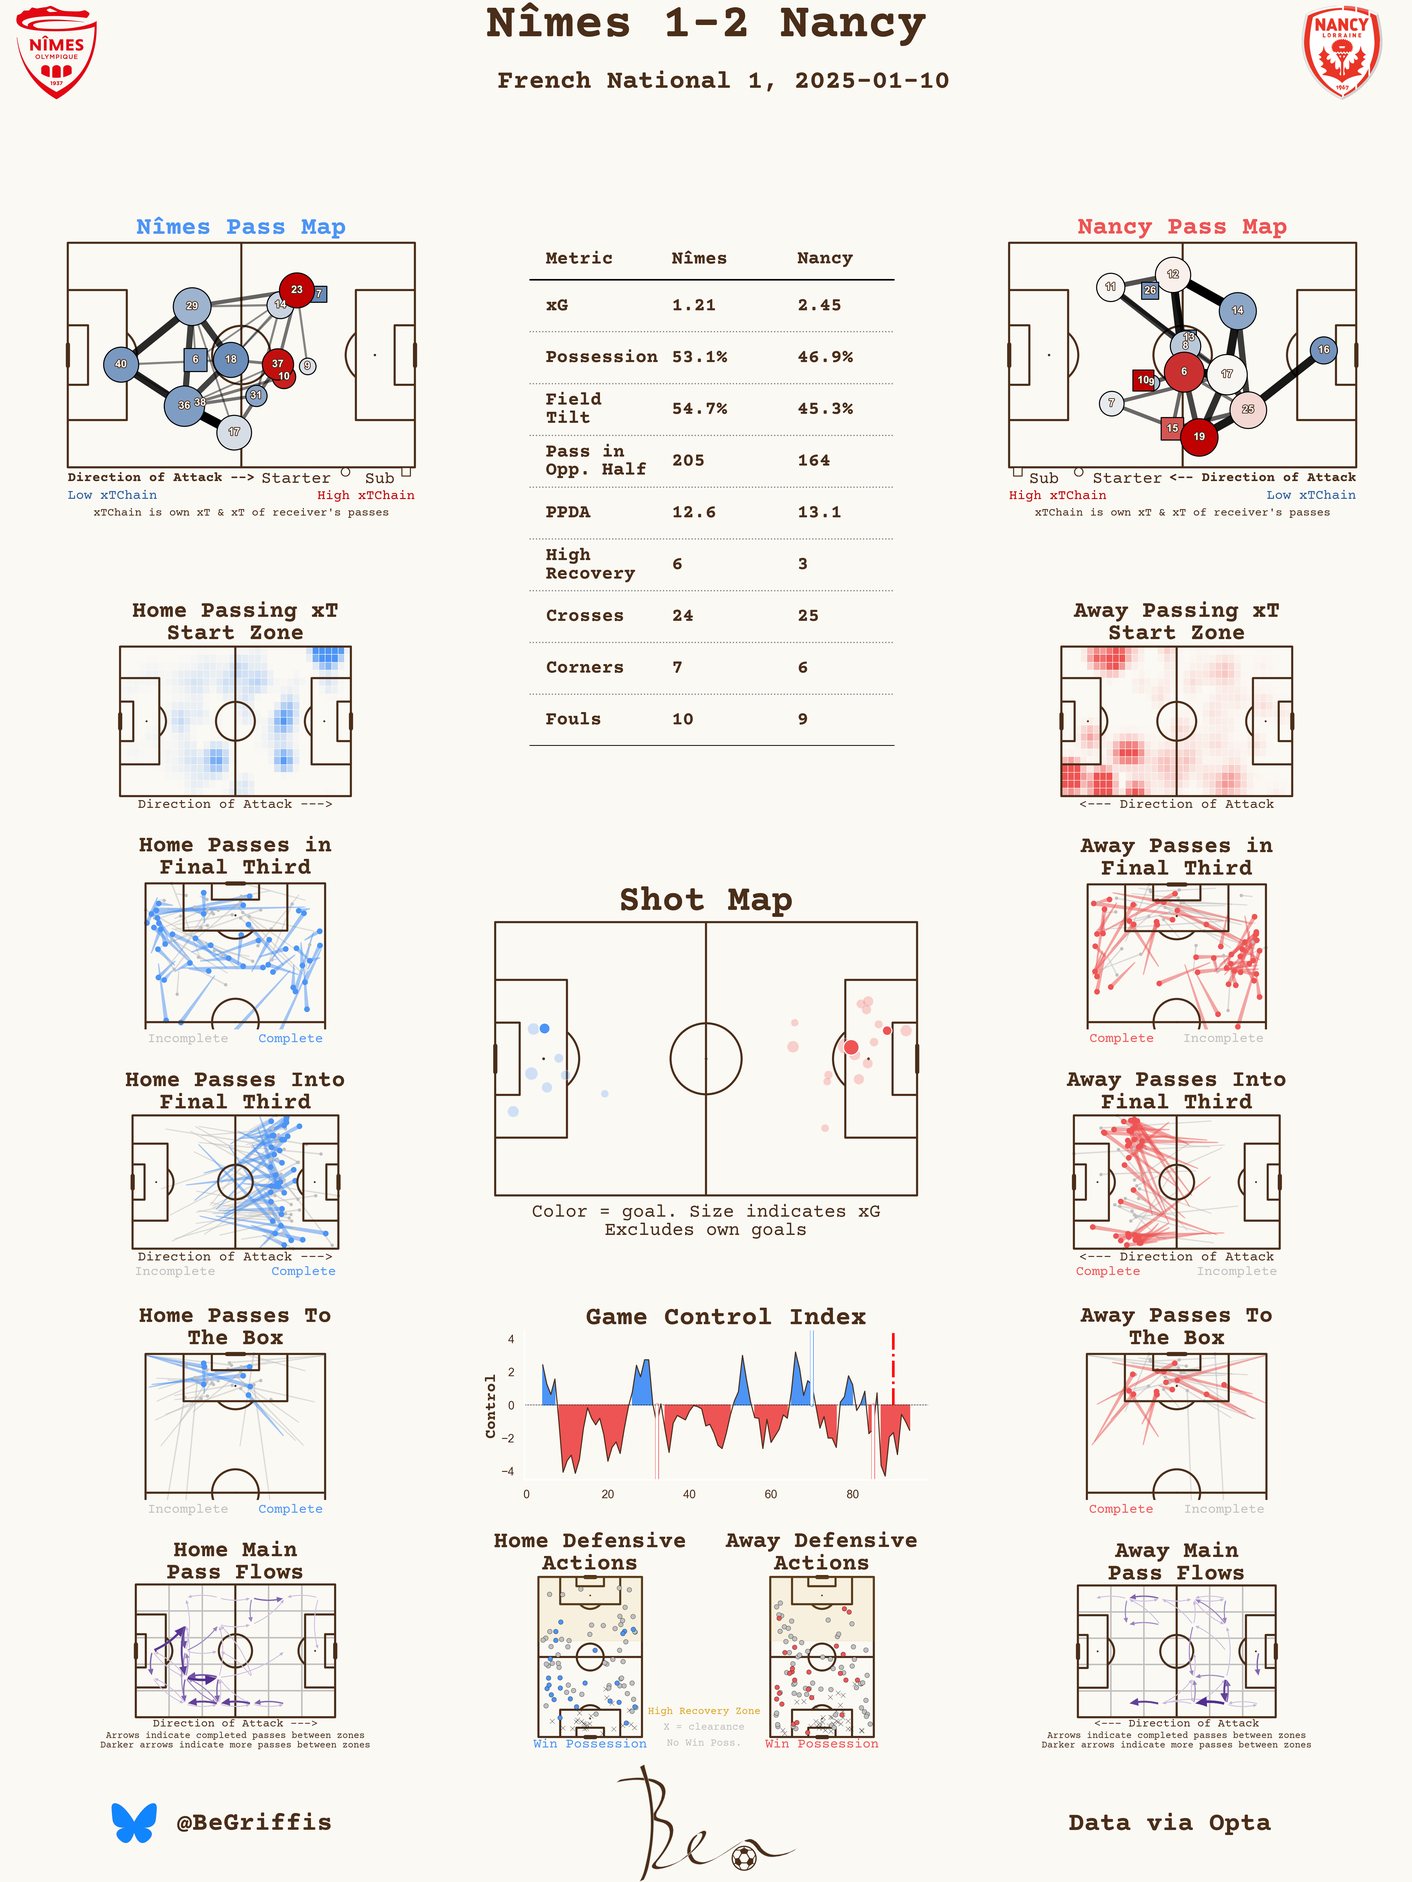 Nîmes 1-2 Nancy
French National 1, 2025-01-10
NÎMES
OLYMPIQUE
1937
NANCY
LORRAINE
1967
Nîmes Pass Map
29
40
6
18
36
38
17
31
14
23
7
37
10
9
Direction of Attack --> Starter Sub
Low xTChain High xTChain
xTChain is own xT & xT of receiver's passes
Metric Nîmes Nancy
xG 1.21 2.45
Possession 53.1% 46.9%
Field
Tilt 54.7% 45.3%
Pass in
Opp. Half 205 164
PPDA 12.6 13.1
High
Recovery 6 3
Crosses 24 25
Corners 7 6
Fouls 10 9
Nancy Pass Map
11
26
12
14
13
8
16
6
17
10
9
7
15
19
25
Sub Starter <-- Direction of Attack
High xTChain Low xTChain
xTChain is own xT & xT of receiver's passes
Home Passing xT
Start Zone
Direction of Attack --->
Away Passing xT
Start Zone
<--- Direction of Attack
Home Passes in
Final Third
Incomplete Complete
Away Passes in
Final Third
Complete Incomplete
Shot Map
Color = goal. Size indicates xG
Excludes own goals
Home Passes Into
Final Third
Direction of Attack --->
Incomplete Complete
Away Passes Into
Final Third
<--- Direction of Attack
Complete Incomplete
Home Passes To
The Box
Incomplete Complete
Game Control Index
Control
4
2
0
−2
−4
0 20 40 60 80
Away Passes To
The Box
Complete Incomplete
Home Main
Pass Flows
Direction of Attack --->
Arrows indicate completed passes between zones
Darker arrows indicate more passes between zones
Home Defensive
Actions
Win Possession
High Recovery Zone
X = clearance
No Win Poss.
Away Defensive
Actions
Win Possession
Away Main
Pass Flows
<--- Direction of Attack
Arrows indicate completed passes between zones
Darker arrows indicate more passes between zones
@BeGriffis
Ben
Data via Opta